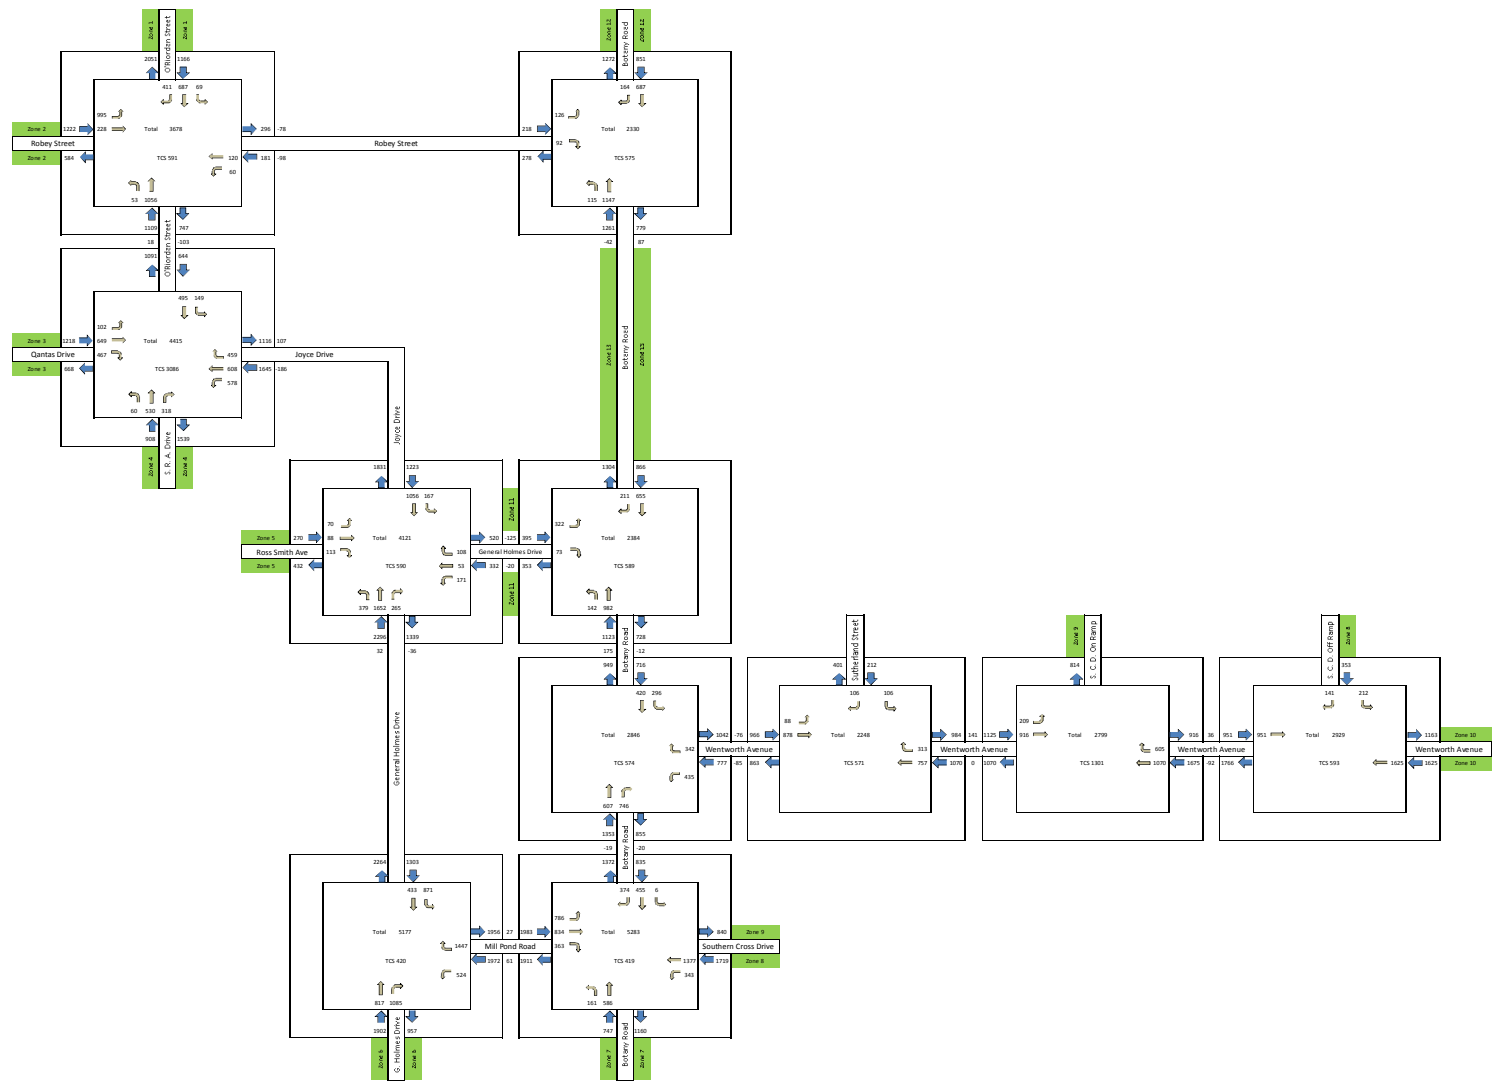 Zone 1
O'Riordan Street
Zone 1
2051 1166
411 687 69
995
Zone 2 1222 228 Total 3678 296 -78
Robey Street
Zone 2 584 TCS 591 120 181 -98
60
53 1056
1109 747
18 -103
O'Riordan Street
1091 644
495 149
102
Zone 3 1218 649 Total 4415 1116 107
Qantas Drive 467 459 Joyce Drive
Zone 3 668 TCS 3086 608 1645 -186
578
60 530 318
908 1539
Zone 4
S. R. A. Drive
Zone 4
Joyce Drive
Robey Street
Zone 12
Botany Road
Zone 12
1272 851
164 687
126
218 Total 2330
92
278 TCS 575
115 1147
1261 779
-42 87
Zone 13
Botany Road
Zone 13
1831 1223
1056 167
70
Zone 5 270 88 Total 4121 520 -125 395
Ross Smith Ave 113 108 General Holmes Drive
Zone 5 432 TCS 590 53 332 -20 353
171
379 1652 265
2296 1339
32 -36
Zone 11
Zone 11
1304 866
211 655
322
Total 2384
73
TCS 589
142 982
1123 728
175 -12
Botany Road
949 716
420 296
Total 2846 1042 -76 966
342 Wentworth Avenue
TCS 574 777 -85 863
435
607 746
1353 855
-19 -20
Botany Road
Sutherland Street
401 212
106 106
88
878 Total 2248 984 141 1125
313 Wentworth Avenue
TCS 571 757 1070 0 1070
Zone 9
S. C. D. On Ramp
814
209
916 Total 2799 916 36 951
605 Wentworth Avenue
TCS 1301 1070 1675 -92 1766
S. C. D. Off Ramp
Zone 8
353
141 212
951 Total 2929 1163 Zone 10
Wentworth Avenue
TCS 593 1625 1625 Zone 10
General Holmes Drive
2264 1303
433 871
Total 5177 1956 27 1983
1447 Mill Pond Road
TCS 420 1972 61 1911
524
817 1085
1902 957
Zone 6
G. Holmes Drive
Zone 6
1372 835
374 455 6
786
834 Total 5283 840 Zone 9
363 Southern Cross Drive
TCS 419 1377 1719 Zone 8
343
161 586
747 1160
Zone 7
Botany Road
Zone 7